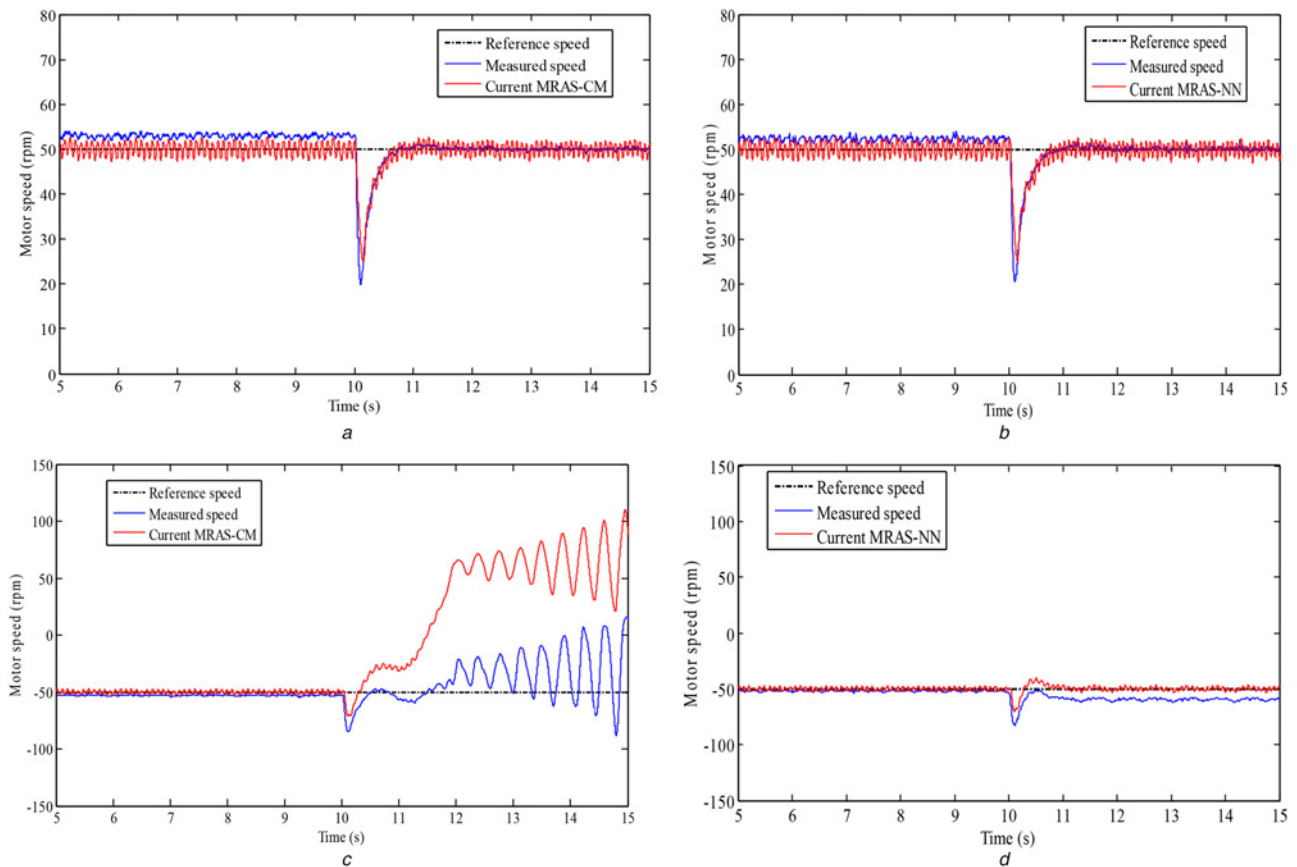 80
70
60
50
40
30
20
10
0
Motor speed (rpm)
Reference speed
Measured speed
Current MRAS-CM
5 6 7 8 9 10 11 12 13 14 15
Time (s)
a
80
70
60
50
40
30
20
10
0
Motor speed (rpm)
Reference speed
Measured speed
Current MRAS-NN
5 6 7 8 9 10 11 12 13 14 15
Time (s)
b
150
100
50
0
-50
-100
-150
Motor speed (rpm)
Reference speed
Measured speed
Current MRAS-CM
5 6 7 8 9 10 11 12 13 14 15
Time (s)
c
150
100
50
0
-50
-100
-150
Motor speed (rpm)
Reference speed
Measured speed
Current MRAS-NN
5 6 7 8 9 10 11 12 13 14 15
Time (s)
d